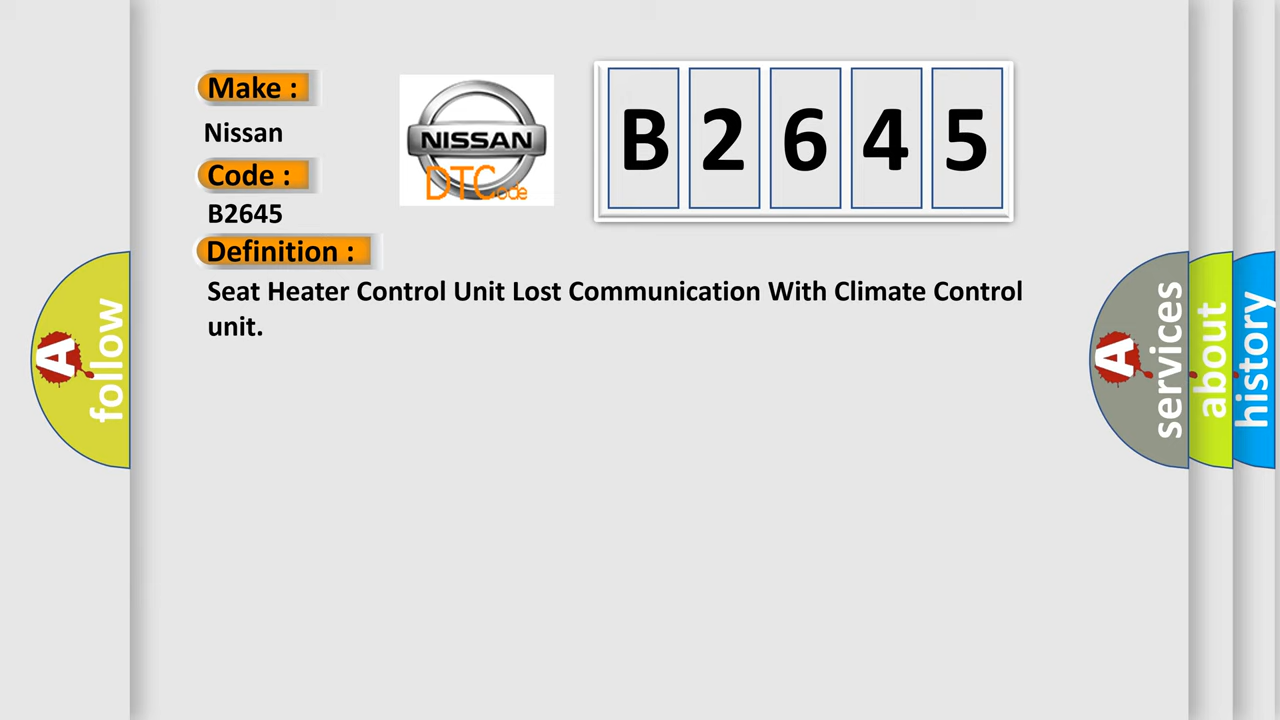 Make :
Nissan
Code :
B2645
Definition :
Seat Heater Control Unit Lost Communication With Climate Control
unit.
NISSAN
DTCode
B 2 6 4 5
A
follow
A
services
about
history